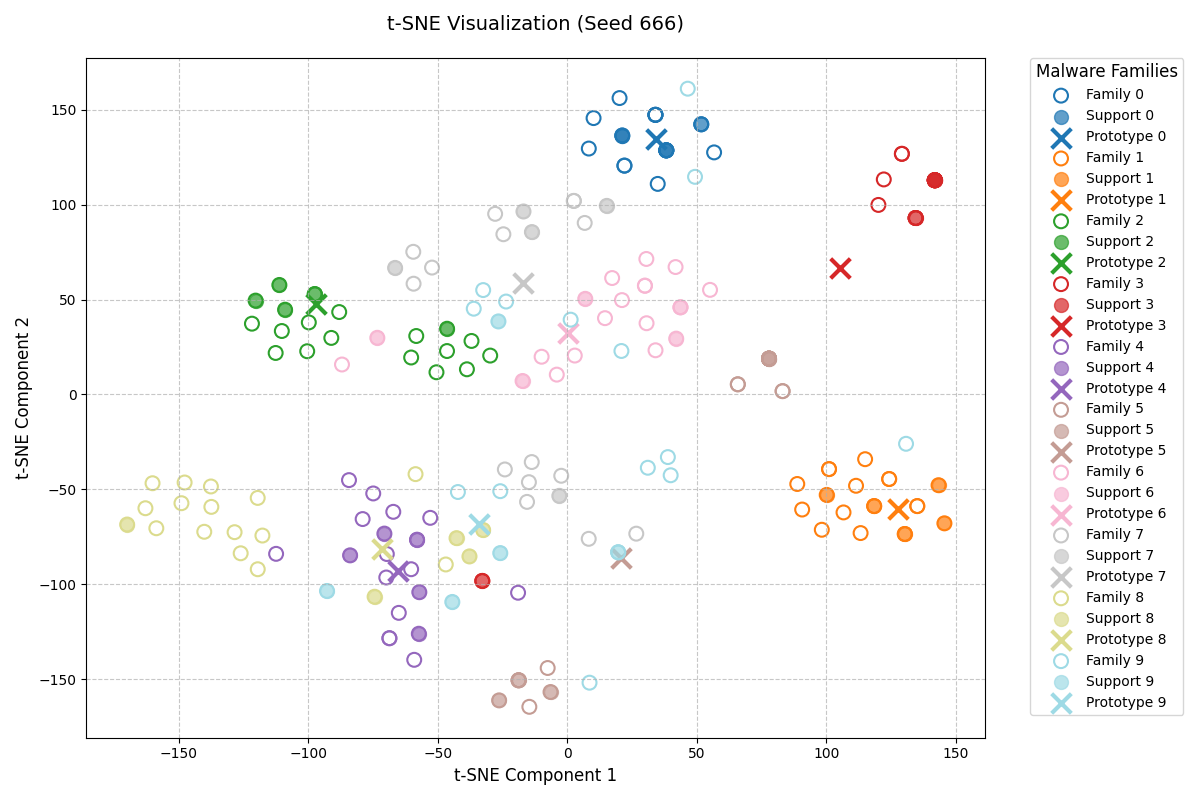 t-SNE Visualization (Seed 666)
t-SNE Component 2
150
100
50
0
−50
−100
−150
−150
−100
−50
0
50
100
150
t-SNE Component 1
Malware Families
Family 0
Support 0
Prototype 0
Family 1
Support 1
Prototype 1
Family 2
Support 2
Prototype 2
Family 3
Support 3
Prototype 3
Family 4
Support 4
Prototype 4
Family 5
Support 5
Prototype 5
Family 6
Support 6
Prototype 6
Family 7
Support 7
Prototype 7
Family 8
Support 8
Prototype 8
Family 9
Support 9
Prototype 9